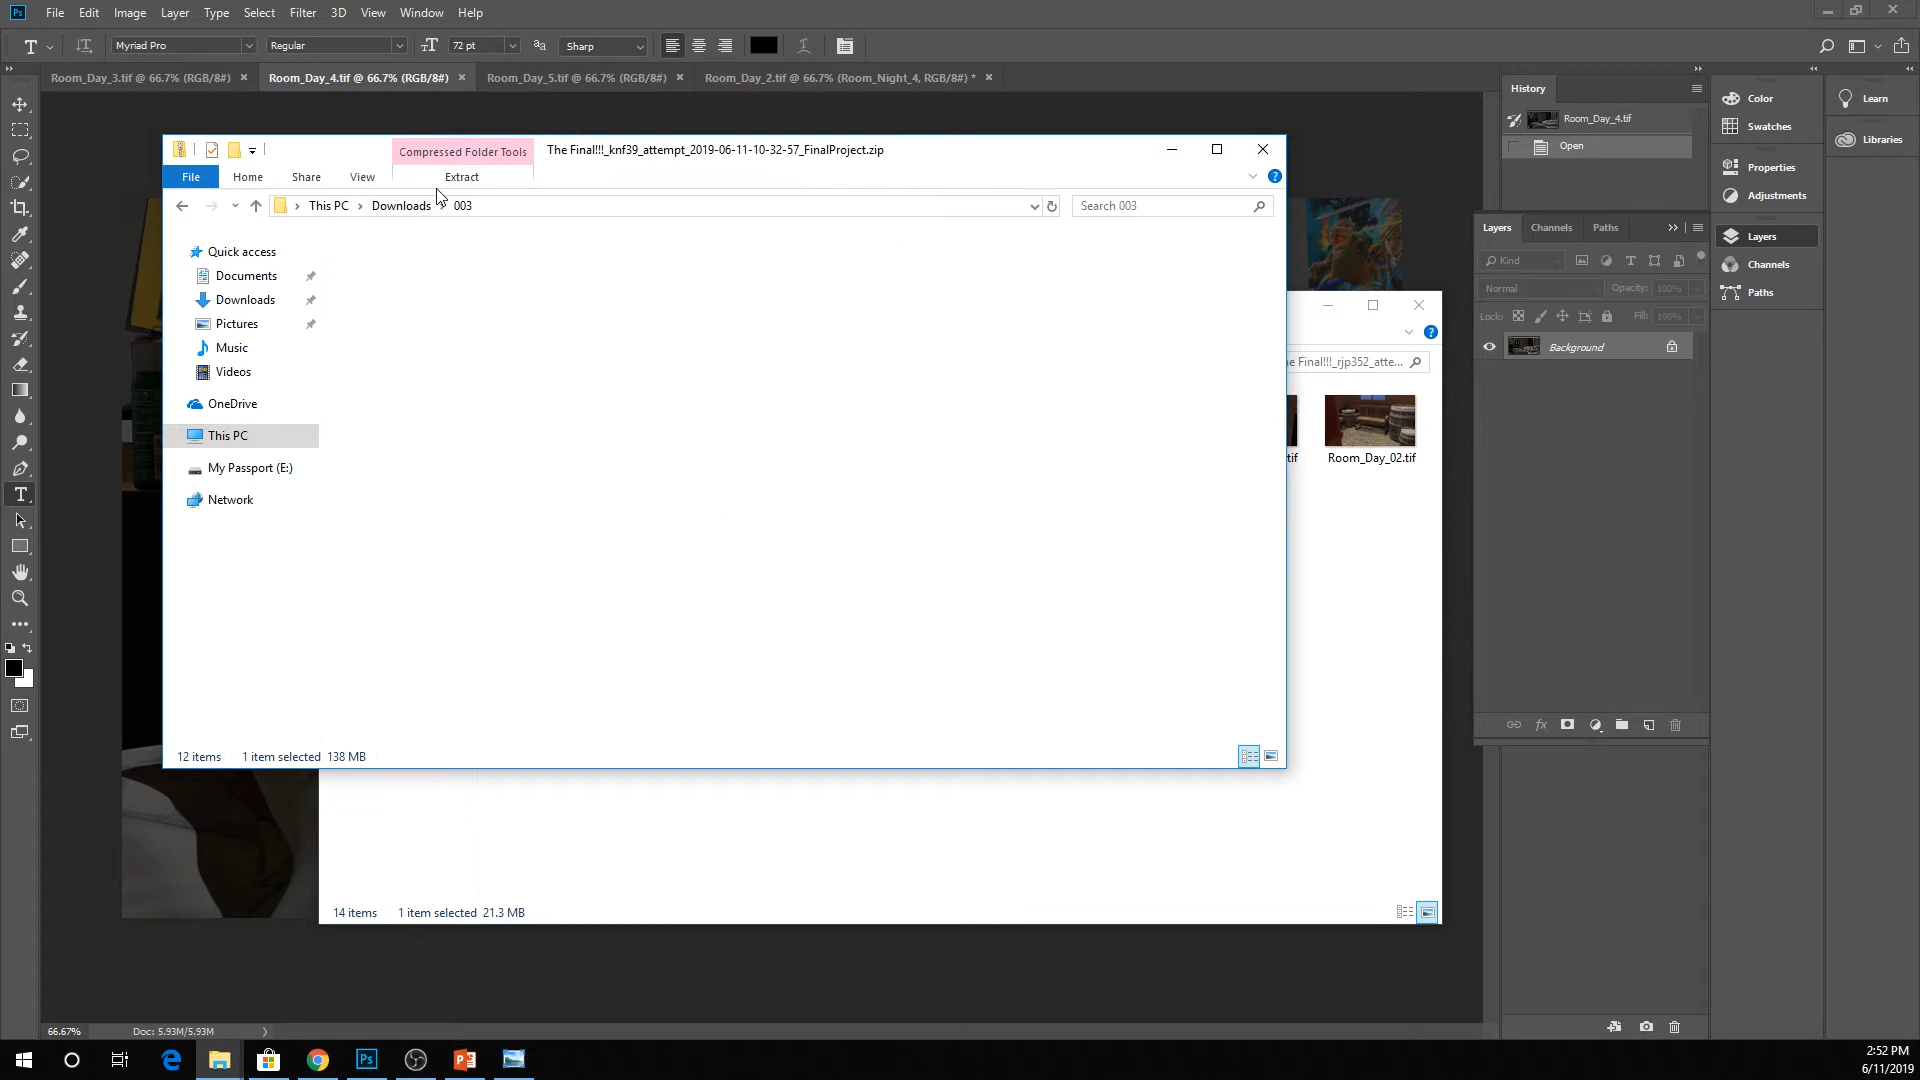 Ps File Edit Image Layer Type Select Filter 3D View Window Help
T Myriad Pro Regular 72 pt Sharp
Room_Day_3.tif @ 66.7% (RGB/8#) × Room_Day_4.tif @ 66.7% (RGB/8#) × Room_Day_5.tif @ 66.7% (RGB/8#) × Room_Day_2.tif @ 66.7% (Room_Night_4, RGB/8#) * ×
History
Room_Day_4.tif
Open
Color
Swatches
Properties
Adjustments
Layers
Channels
Paths
Learn
Libraries
Compressed Folder Tools The Final!!!_knf39_attempt_2019-06-11-10-32-57_FinalProject.zip
File Home Share View Extract
This PC > Downloads > 003 Search 003
Quick access
Documents
Downloads
Pictures
Music
Videos
OneDrive
This PC
My Passport (E:)
Network
12 items 1 item selected 138 MB
Final!!!_rjp352_atte...
tif Room_Day_02.tif
14 items 1 item selected 21.3 MB
Layers Channels Paths
Kind
Normal Opacity: 100%
Lock: Fill: 100%
Background
fx
66.67% Doc: 5.93M/5.93M
Ps
2:52 PM
6/11/2019